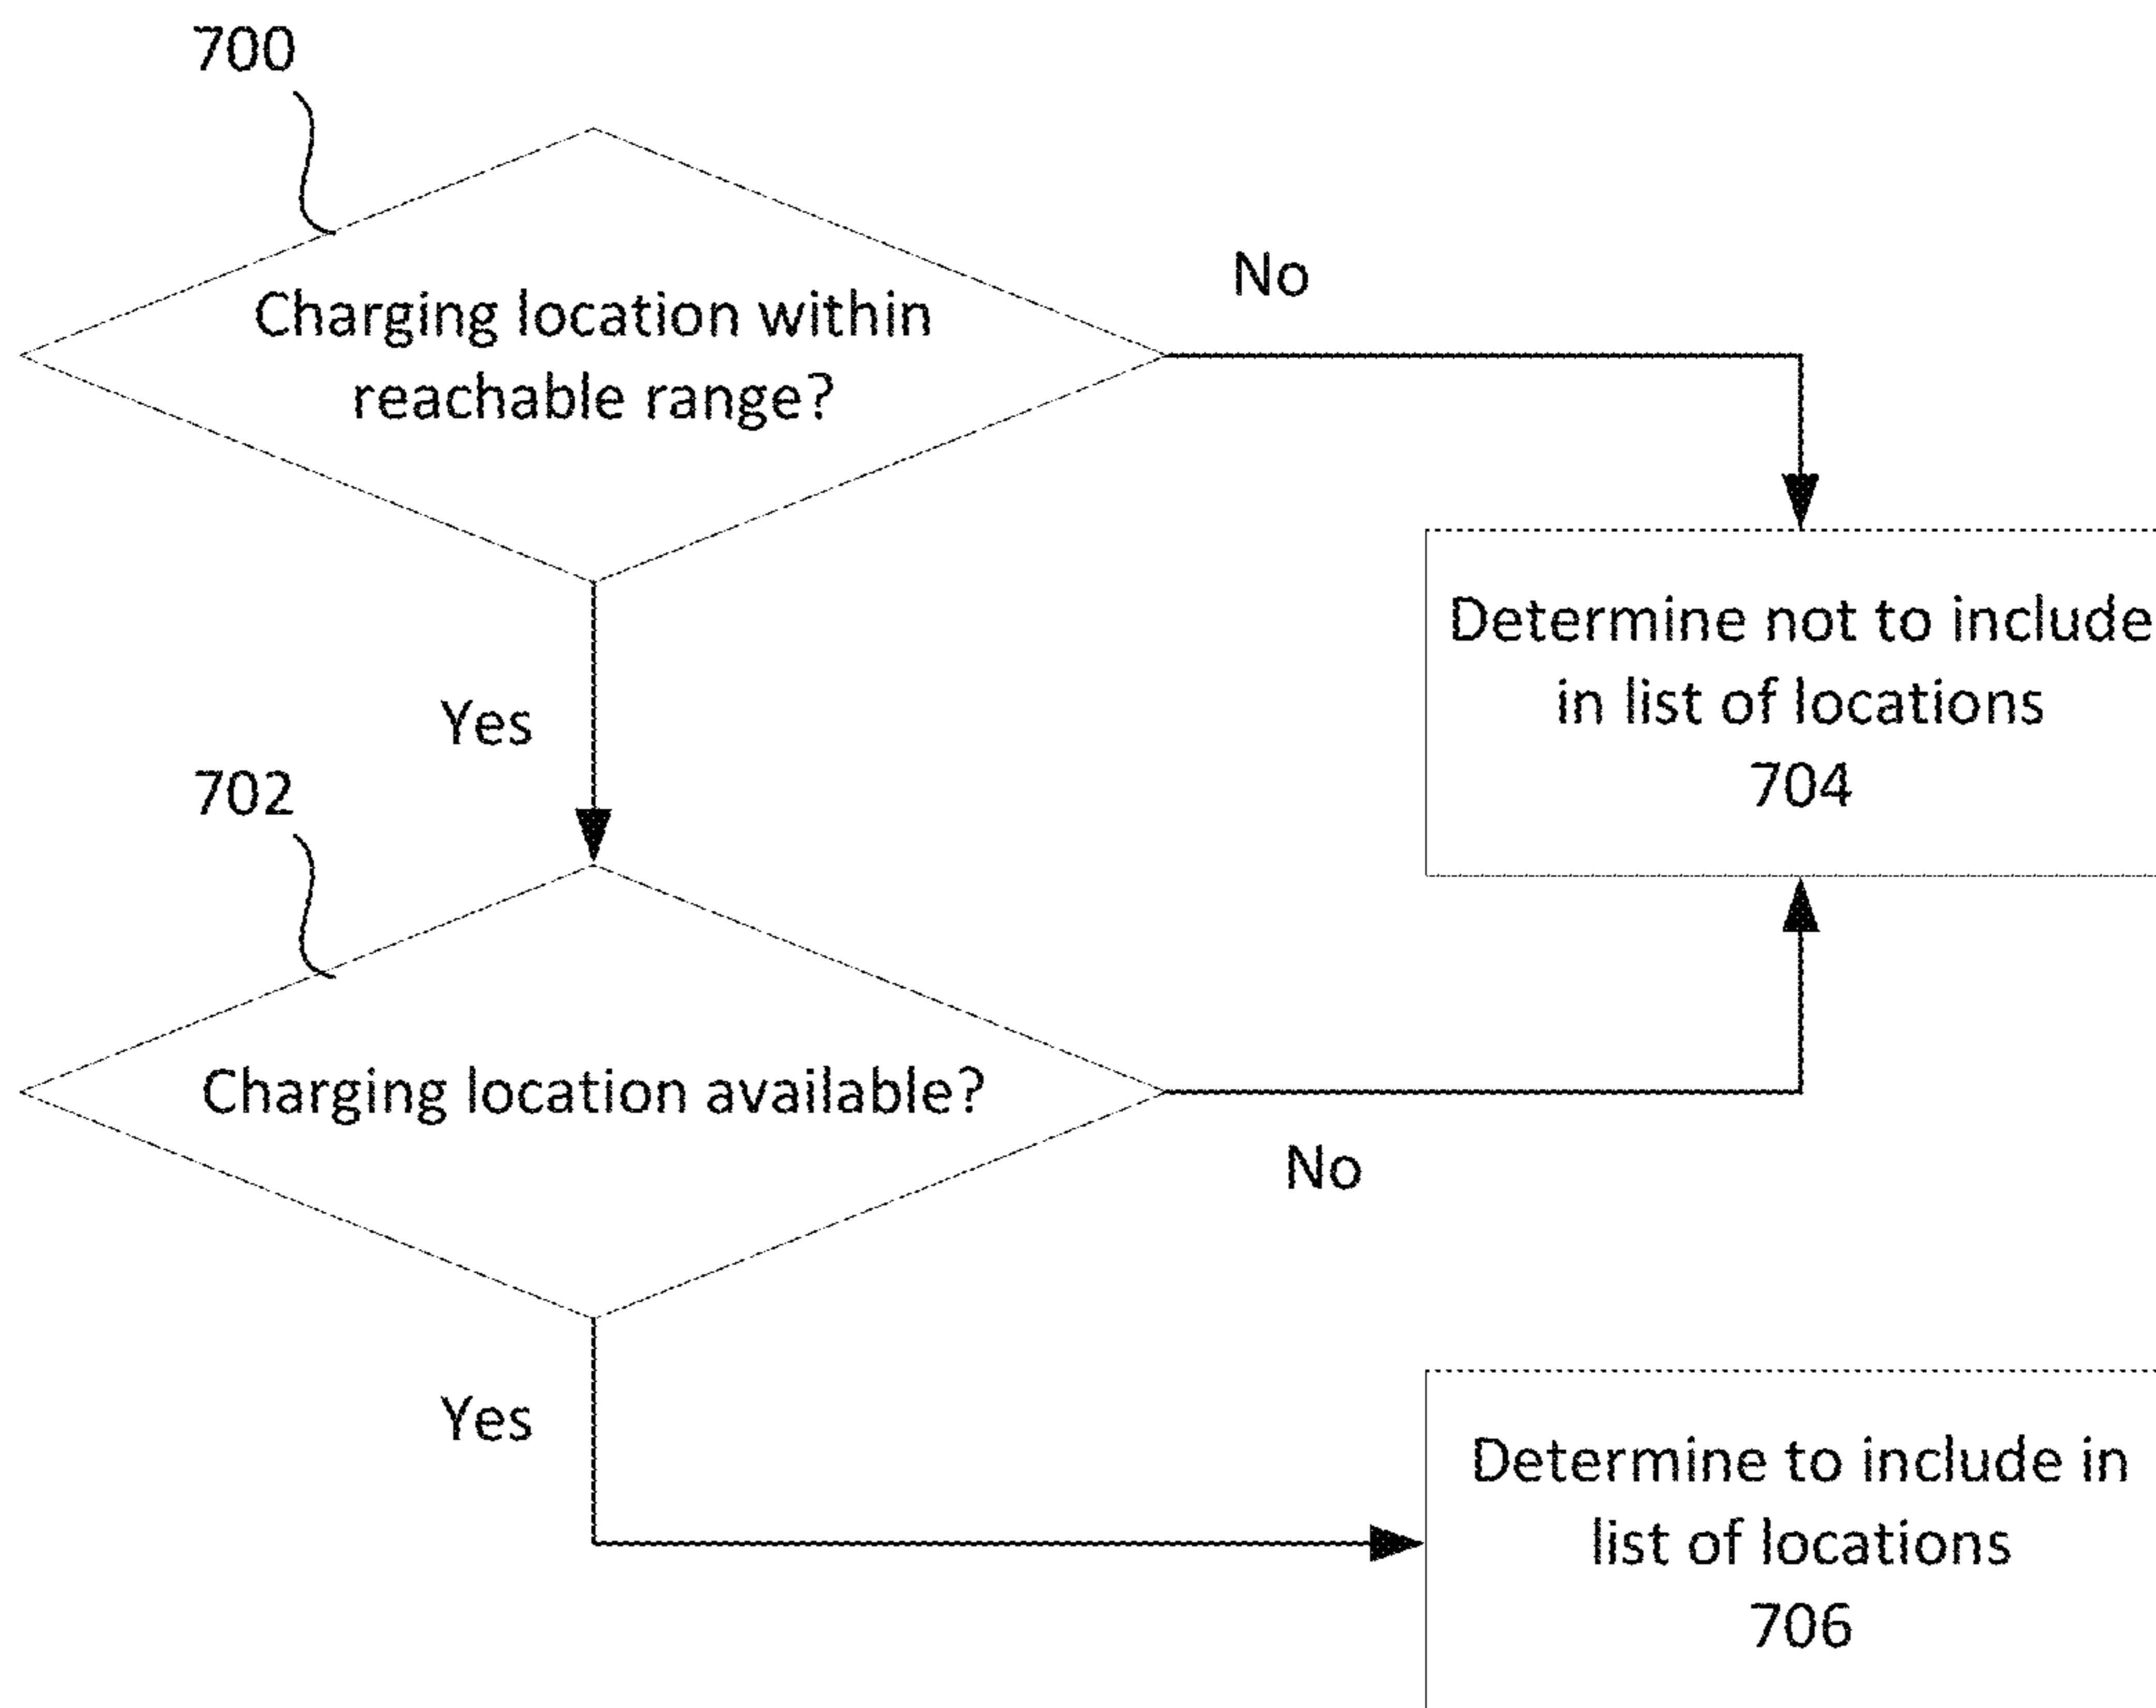 700
Charging location within
reachable range?
No
Yes
Determine not to include
in list of locations
704
702
Charging location available?
No
Yes
Determine to include in
list of locations
706